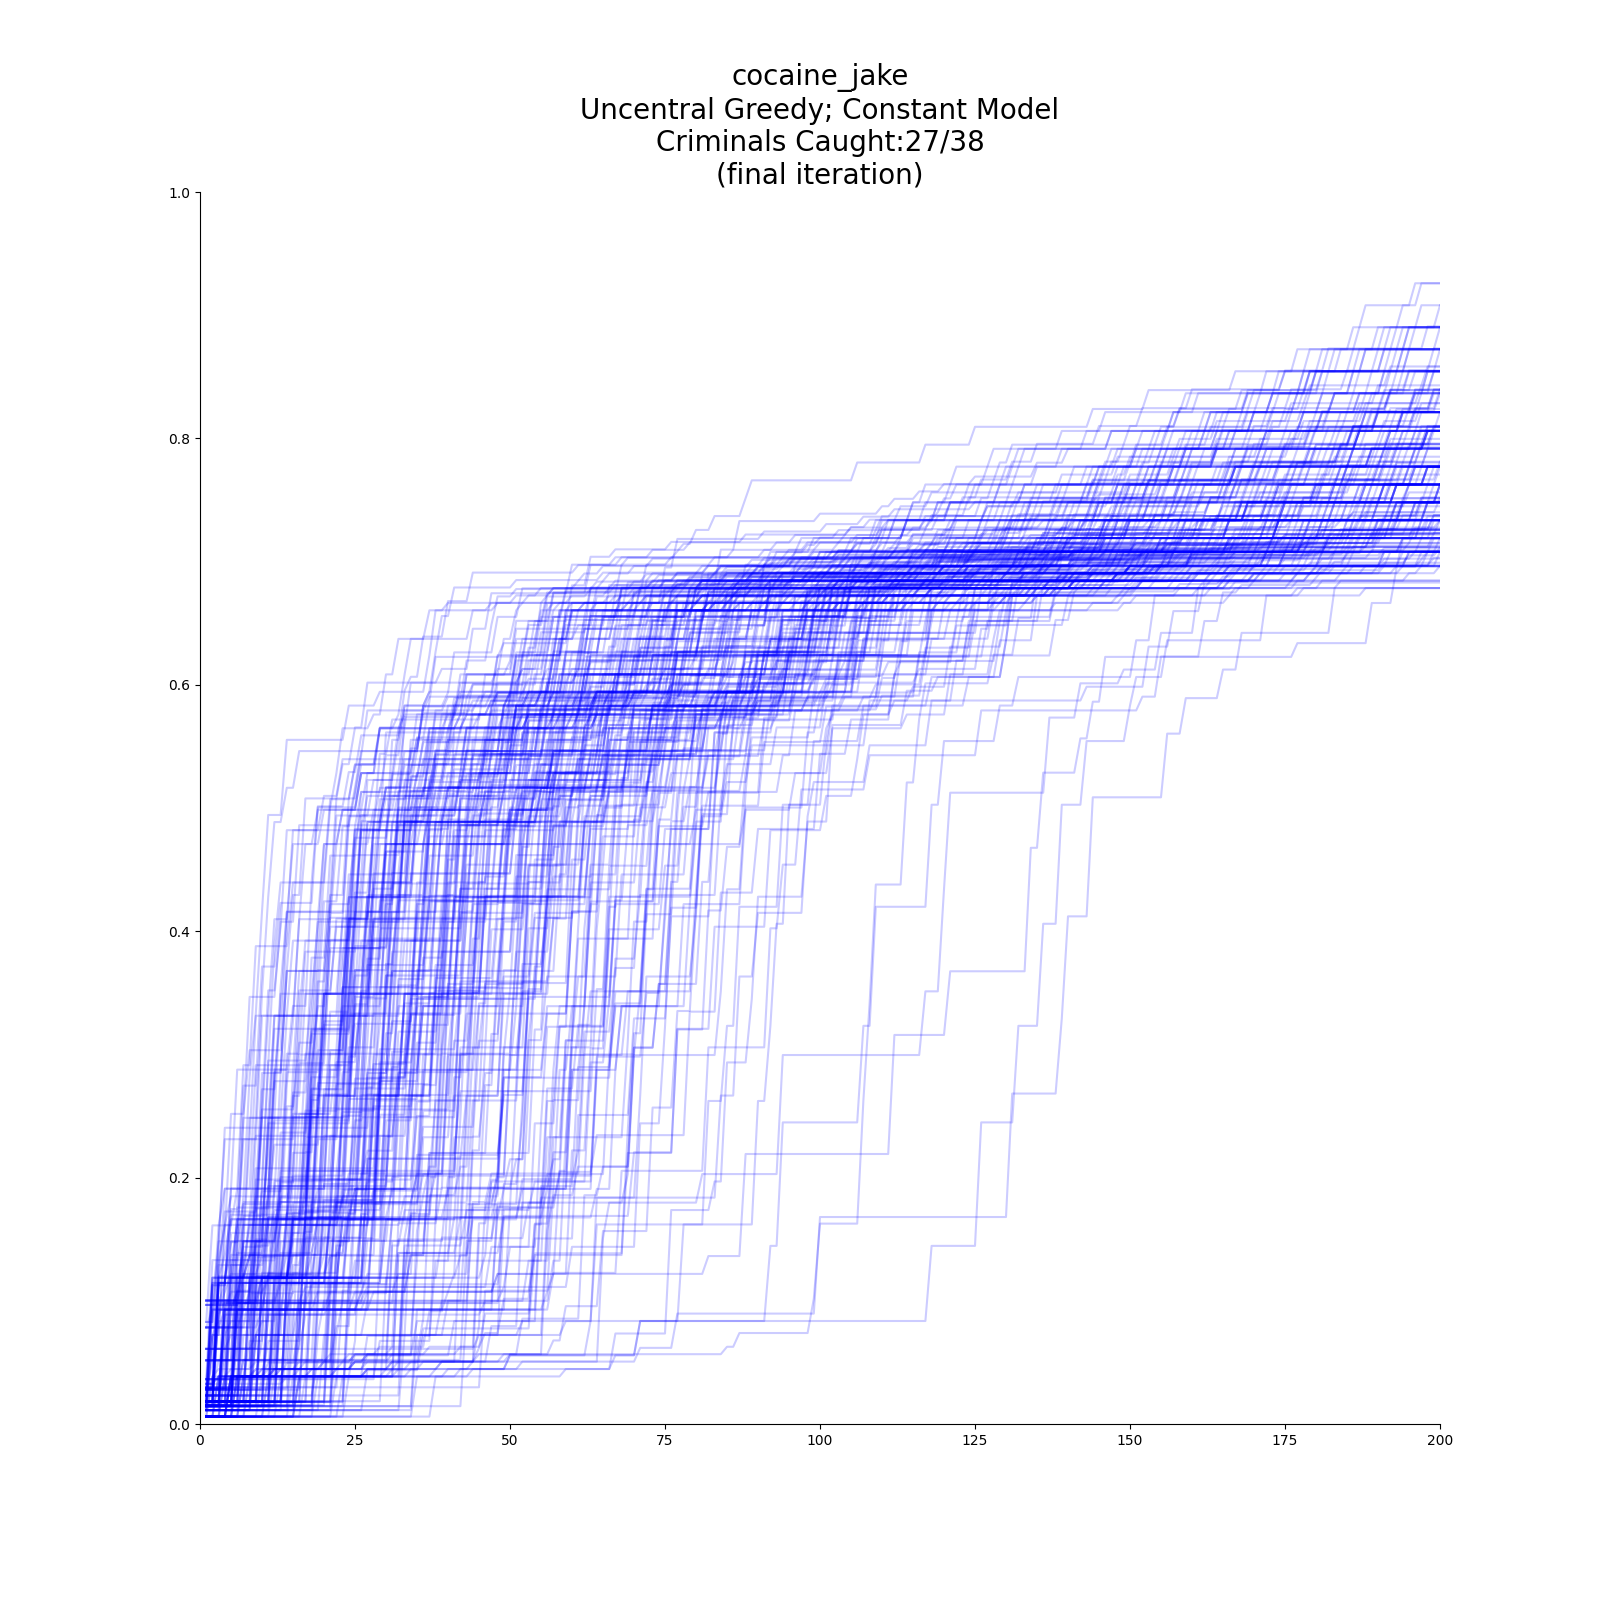 cocaine_jake
Uncentral Greedy; Constant Model
Criminals Caught:27/38
(final iteration)
1.0
0.8
0.6
0.4
0.2
0.0
0 25 50 75 100 125 150 175 200